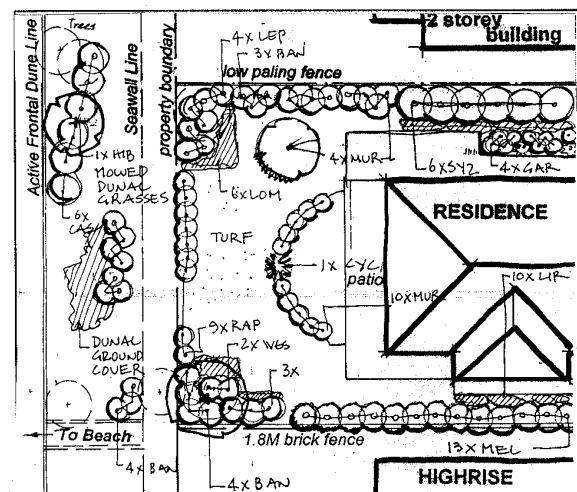 Trees
4x LEP
3x BAN
2 storey
building
low paling fence
Active Frontal Dune Line
Seawall Line
property boundary
1x HIB
MOWED
DUNAL
GRASSES
4x MUR
6x SYZ
4x GAR
6x LOM
RESIDENCE
6x
TURF
1x
patio
10x MUR
10x LIR
9x RAP
2x
DUNAL
GROUND
COVER
3x
To Beach
1.8M brick fence
13x MEL
4x BAN
4x BAN
HIGHRISE